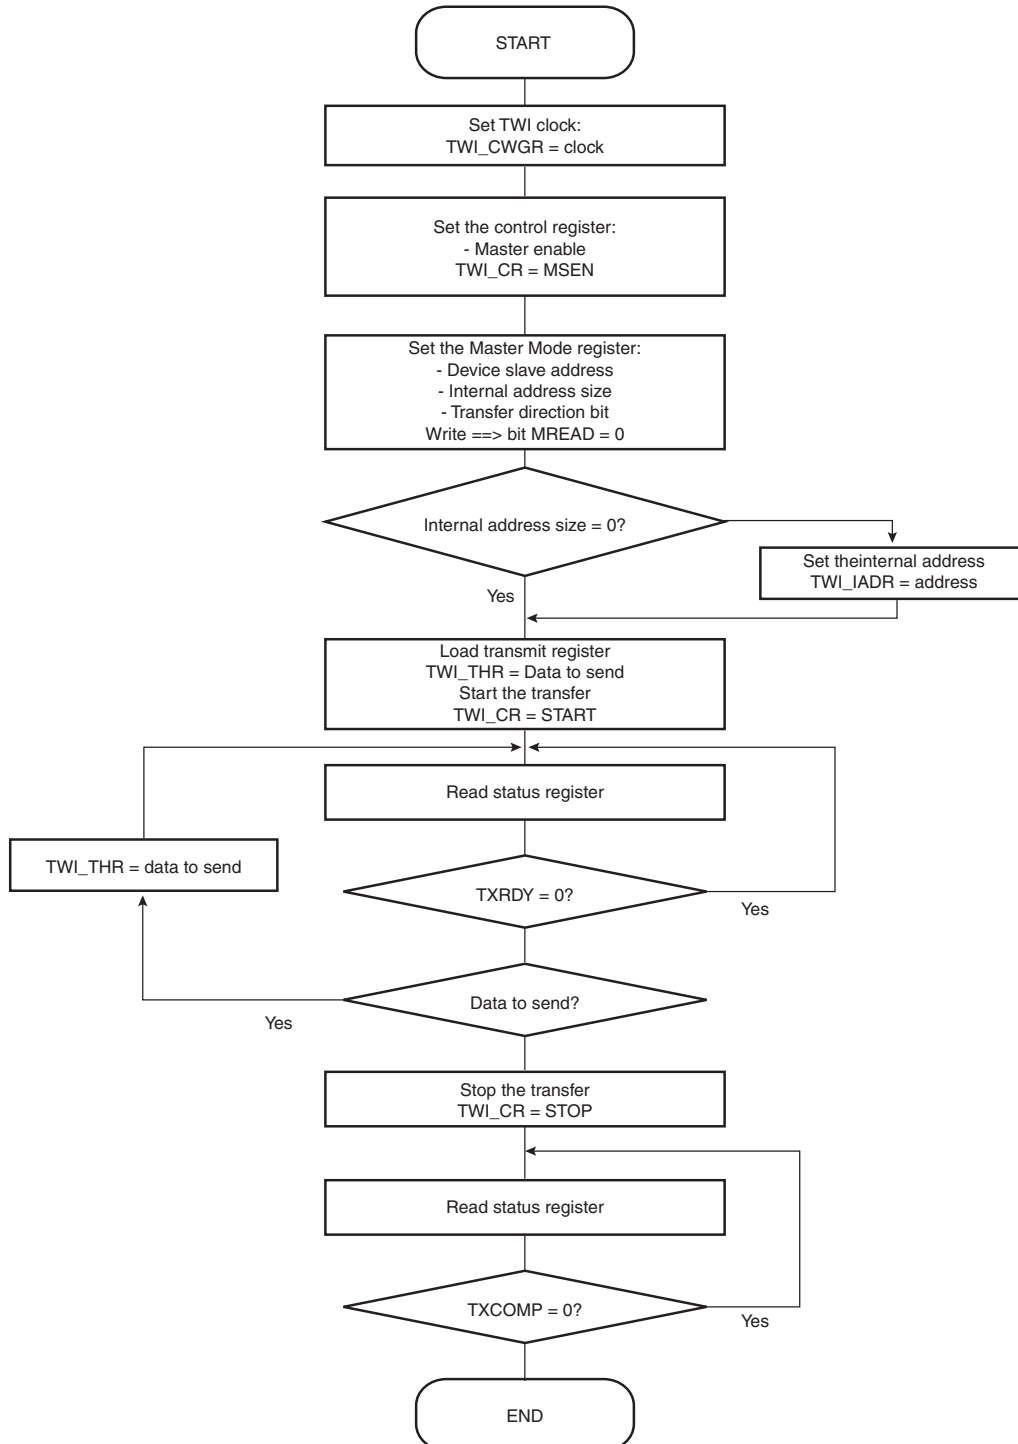 START
Set TWI clock:
TWI_CWGR = clock
Set the control register:
- Master enable
TWI_CR = MSEN
Set the Master Mode register:
- Device slave address
- Internal address size
- Transfer direction bit
Write ==> bit MREAD = 0
Internal address size = 0?
Set theinternal address
TWI_IADR = address
Yes
Load transmit register
TWI_THR = Data to send
Start the transfer
TWI_CR = START
Read status register
TWI_THR = data to send
TXRDY = 0?
Yes
Data to send?
Yes
Stop the transfer
TWI_CR = STOP
Read status register
TXCOMP = 0?
Yes
END